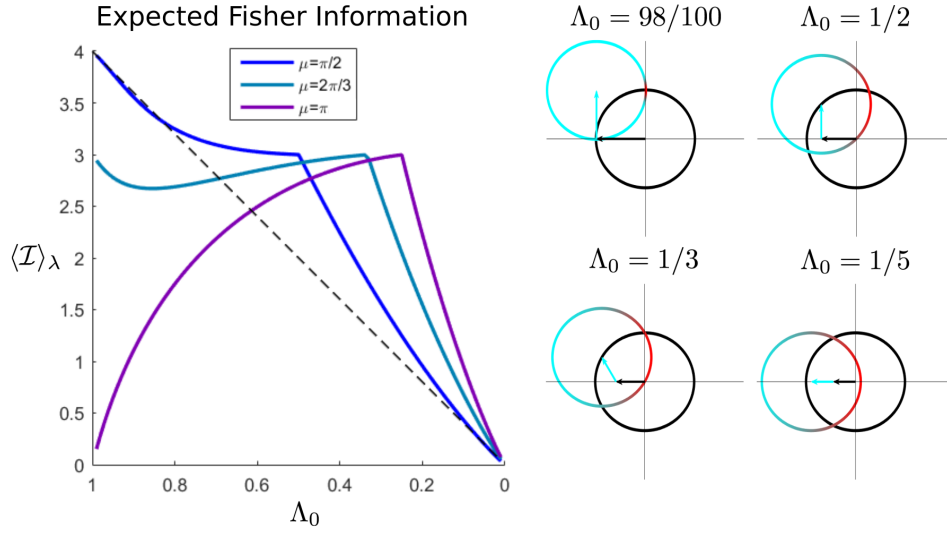 Expected Fisher Information
μ=π/2
μ=2π/3
μ=π
4
3.5
3
2.5
2
1.5
1
0.5
0
⟨ℐ⟩_λ
1
0.8
0.6
0.4
0.2
0
Λ₀
Λ₀ = 98/100
Λ₀ = 1/2
Λ₀ = 1/3
Λ₀ = 1/5